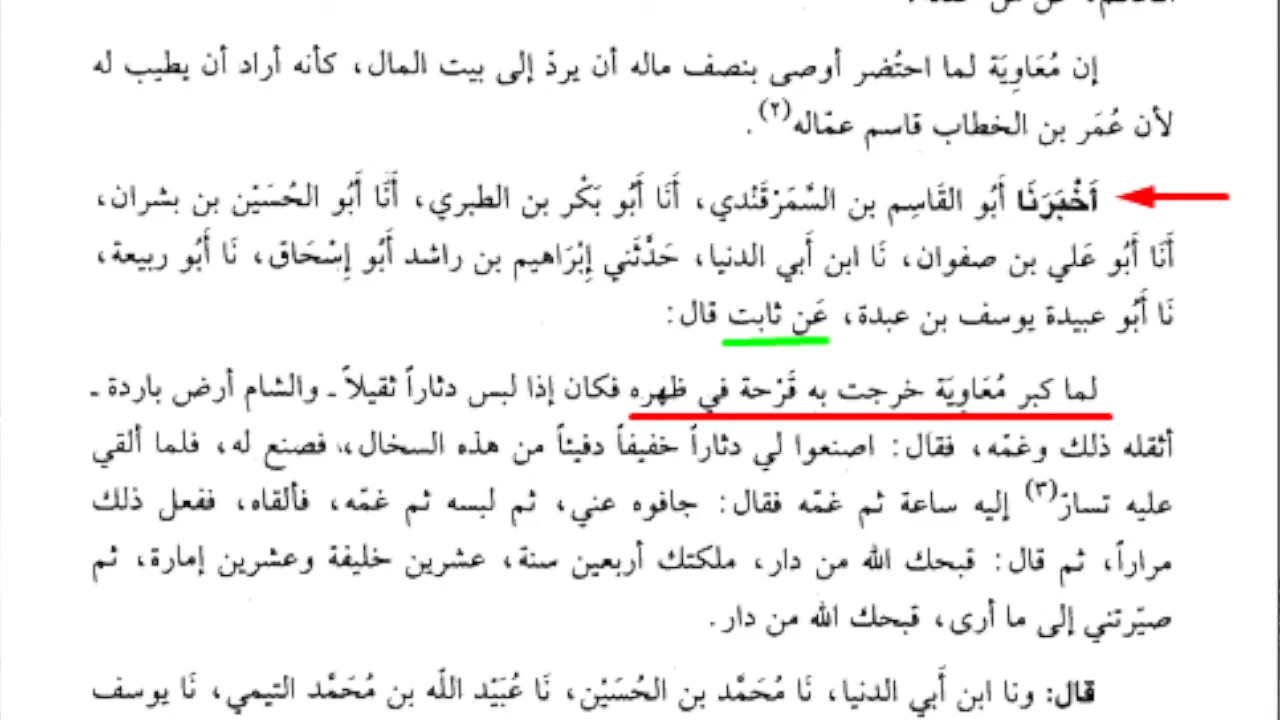 إن مُعَاوِيَة لما احتُضر أوصى بنصف ماله أن يردّ إلى بيت المال، كأنه أراد أن يطيب له
لأن عُمَر بن الخطاب قاسم عمّاله(٢).
أَخْبَرَنَا أَبُو القَاسِم بن السَّمَرْقَنْدي، أَنَا أَبُو بَكْر بن الطبري، أَنَا أَبُو الحُسَيْن بن بشران،
أَنَا أَبُو عَلي بن صفوان، نَا ابن أَبي الدنيا، حَدَّثَني إِبْرَاهيم بن راشد أَبُو إِسْحَاق، نَا أَبُو ربيعة،
نَا أَبُو عبيدة يوسف بن عبدة، عَن ثابت قال:
لما كبر مُعَاوِيَة خرجت به قَرْحة في ظهره فكان إذا لبس دثاراً ثقيلاً ـ والشام أرض باردة ـ
أثقله ذلك وغمّه، فقال: اصنعوا لي دثاراً خفيفاً دفيئاً من هذه السخال، فصنع له، فلما ألقي
عليه تسارّ(٣) إليه ساعة ثم غمّه فقال: جافوه عني، ثم لبسه ثم غمّه، فألقاه، ففعل ذلك
مراراً، ثم قال: قبحك الله من دار، ملكتك أربعين سنة، عشرين خليفة وعشرين إمارة، ثم
صيّرتني إلى ما أرى، قبحك الله من دار.
قال: ونا ابن أَبي الدنيا، نَا مُحَمَّد بن الحُسَيْن، نَا عُبَيْد اللّه بن مُحَمَّد التيمي، نَا يوسف